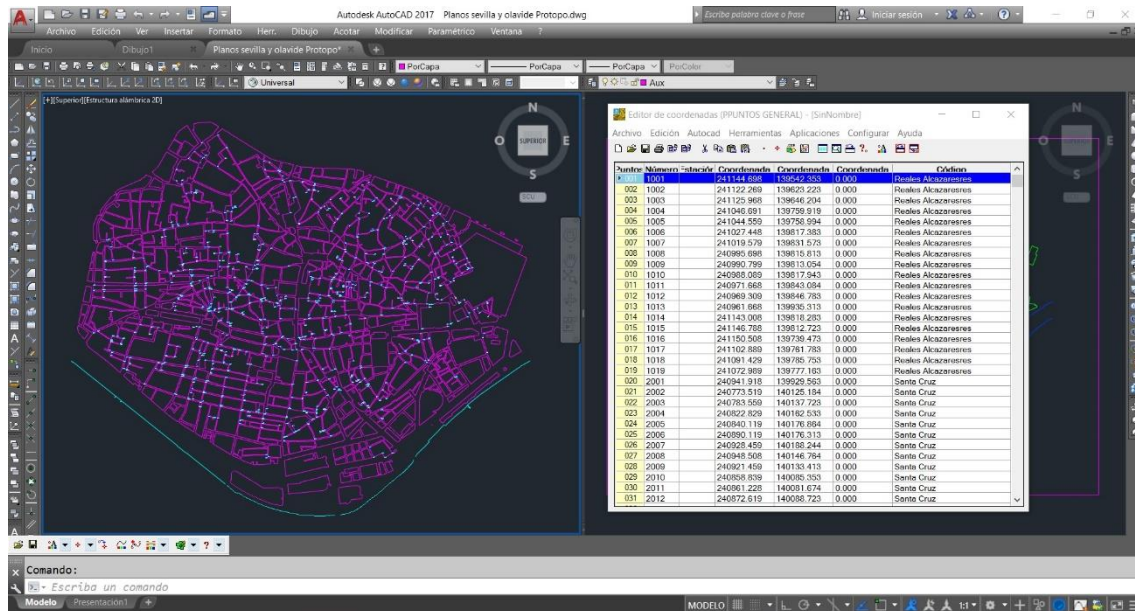 Autodesk AutoCAD 2017 Planos sevilla y olavide Protopo.dwg
Escriba palabra clave o frase
Iniciar sesión
Archivo Edición Ver Insertar Formato Herr. Dibujo Acotar Modificar Paramétrico Ventana ?
Inicio Dibujo1 Planos sevilla y olavide Protopo*
PorCapa PorCapa PorCapa PorColor
Universal Aux
[+][Superior][Estructura alámbrica 2D]
N
O SUPERIOR E
S
SCU
Editor de coordenadas (PPUNTOS GENERAL) - (SinNombre)
Archivo Edición Autocad Herramientas Aplicaciones Configurar Ayuda
Puntor Número Estación Coordenada Coordenada Coordenada Código
001 1001 241144.698 139542.353 0.000 Reales Alcazaresres
002 1002 241122.269 139623.223 0.000 Reales Alcazaresres
003 1003 241125.968 139646.204 0.000 Reales Alcazaresres
004 1004 241046.691 139759.919 0.000 Reales Alcazaresres
005 1005 241044.559 139758.994 0.000 Reales Alcazaresres
006 1006 241027.448 139817.383 0.000 Reales Alcazaresres
007 1007 241019.579 139831.573 0.000 Reales Alcazaresres
008 1008 240995.698 139815.813 0.000 Reales Alcazaresres
009 1009 240990.799 139813.054 0.000 Reales Alcazaresres
010 1010 240988.089 139817.943 0.000 Reales Alcazaresres
011 1011 240971.668 139843.084 0.000 Reales Alcazaresres
012 1012 240969.309 139846.783 0.000 Reales Alcazaresres
013 1013 240961.668 139935.313 0.000 Reales Alcazaresres
014 1014 241143.008 139818.283 0.000 Reales Alcazaresres
015 1015 241146.788 139812.723 0.000 Reales Alcazaresres
016 1016 241150.508 139739.473 0.000 Reales Alcazaresres
017 1017 241102.889 139761.783 0.000 Reales Alcazaresres
018 1018 241091.429 139785.753 0.000 Reales Alcazaresres
019 1019 241072.989 139777.163 0.000 Reales Alcazaresres
020 2001 240941.918 139929.563 0.000 Santa Cruz
021 2002 240773.519 140125.184 0.000 Santa Cruz
022 2003 240783.559 140137.723 0.000 Santa Cruz
023 2004 240822.829 140162.533 0.000 Santa Cruz
024 2005 240840.119 140176.864 0.000 Santa Cruz
025 2006 240890.119 140176.313 0.000 Santa Cruz
026 2007 240928.459 140188.244 0.000 Santa Cruz
027 2008 240948.508 140146.764 0.000 Santa Cruz
028 2009 240921.459 140133.413 0.000 Santa Cruz
029 2010 240858.839 140085.353 0.000 Santa Cruz
030 2011 240861.228 140081.674 0.000 Santa Cruz
031 2012 240872.619 140088.723 0.000 Santa Cruz
Comando:
Escriba un comando
Modelo Presentación1 +
MODELO 1:1